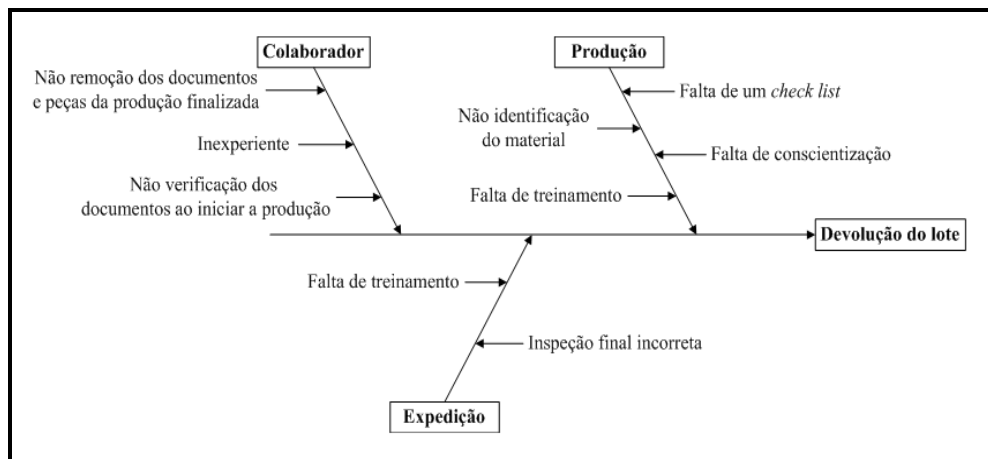 Colaborador
Não remoção dos documentos
e peças da produção finalizada
Inexperiente
Não verificação dos
documentos ao iniciar a produção
Produção
Falta de um check list
Não identificação
do material
Falta de conscientização
Falta de treinamento
Devolução do lote
Falta de treinamento
Inspeção final incorreta
Expedição